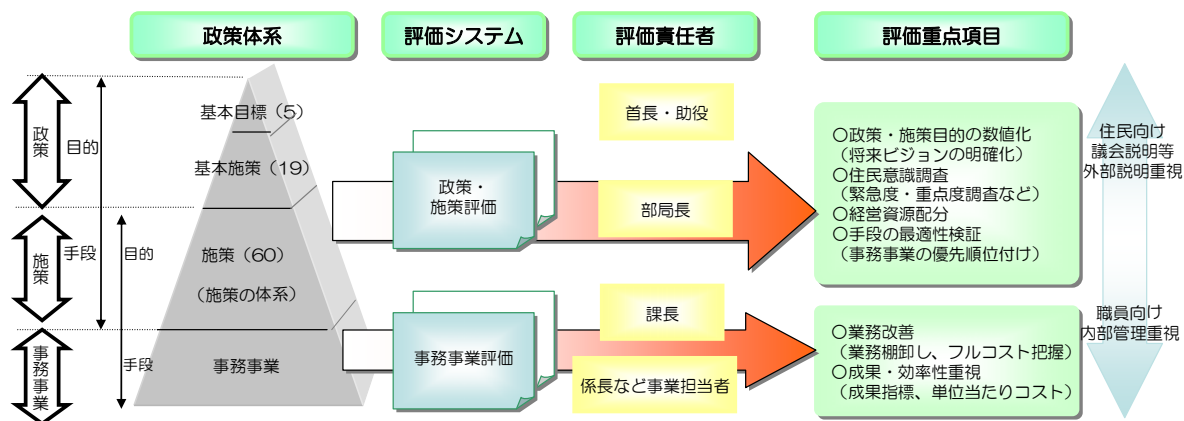 政策体系
評価システム
評価責任者
評価重点項目
政策
目的
手段
施策
目的
手段
事務事業
基本目標（5）
基本施策（19）
施策（60）
（施策の体系）
事務事業
政策・
施策評価
事務事業評価
首長・助役
部局長
課長
係長など事業担当者
○政策・施策目的の数値化
（将来ビジョンの明確化）
○住民意識調査
（緊急度・重点度調査など）
○経営資源配分
○手段の最適性検証
（事務事業の優先順位付け）
○業務改善
（業務棚卸し、フルコスト把握）
○成果・効率性重視
（成果指標、単位当たりコスト）
住民向け
議会説明等
外部説明重視
職員向け
内部管理重視